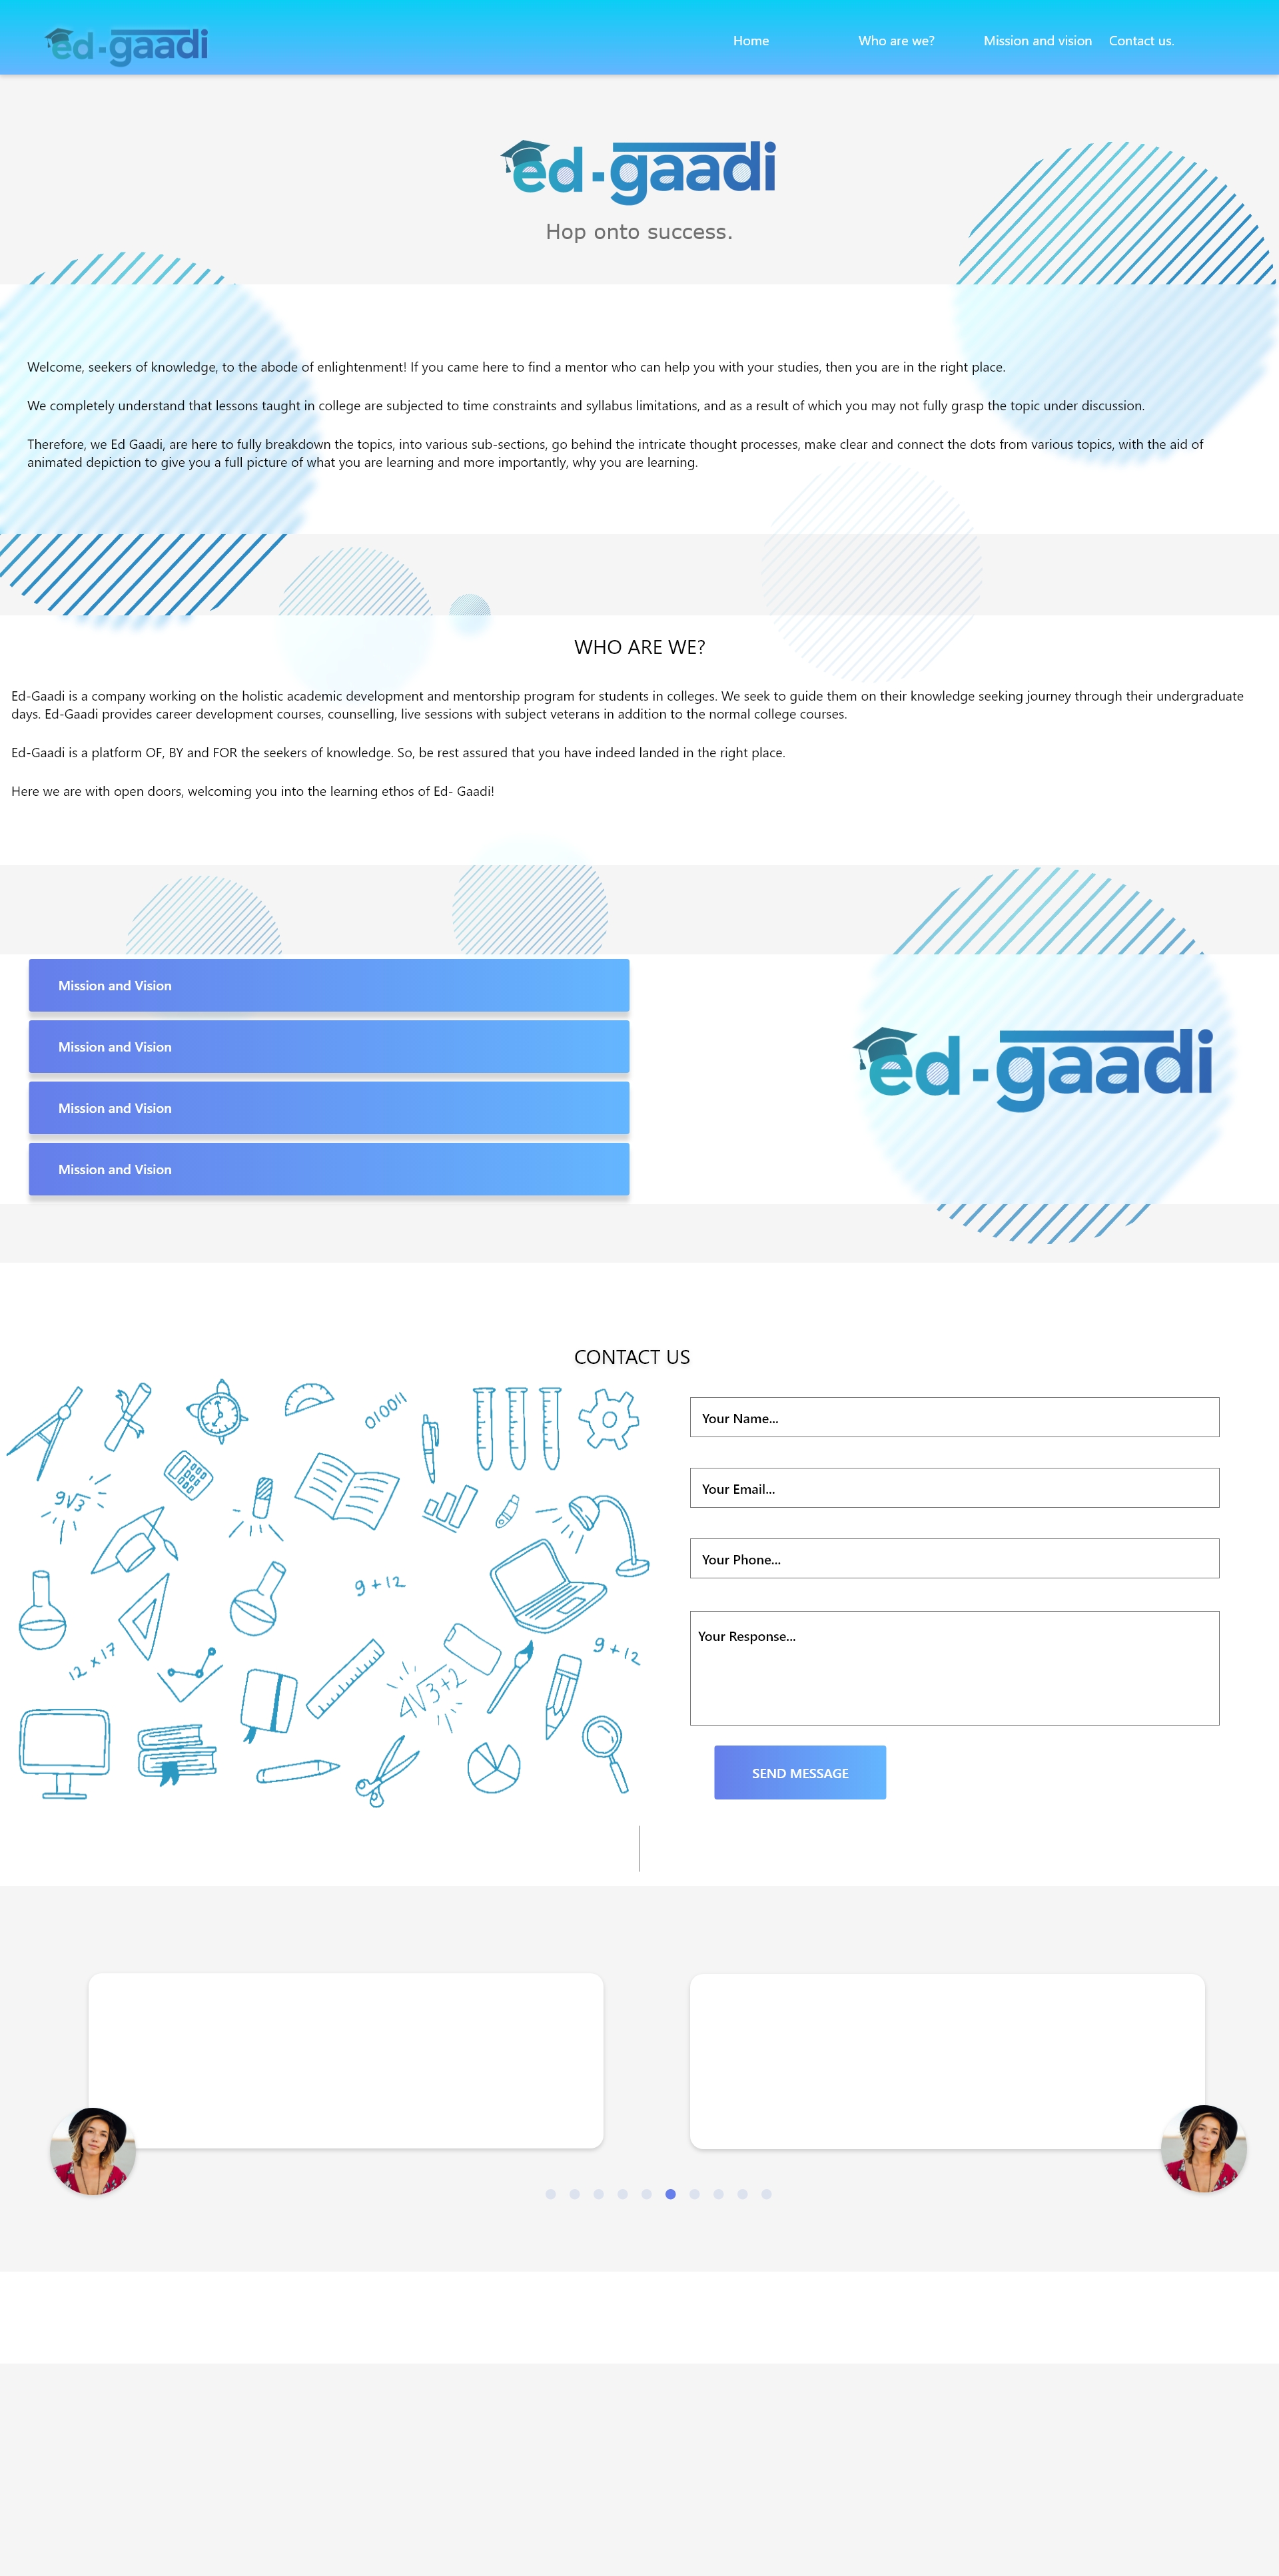 ed-gaadi
Home Who are we? Mission and vision Contact us.
ed-gaadi
Hop onto success.
Welcome, seekers of knowledge, to the abode of enlightenment! If you came here to find a mentor who can help you with your studies, then you are in the right place.
We completely understand that lessons taught in college are subjected to time constraints and syllabus limitations, and as a result of which you may not fully grasp the topic under discussion.
Therefore, we Ed Gaadi, are here to fully breakdown the topics, into various sub-sections, go behind the intricate thought processes, make clear and connect the dots from various topics, with the aid of
animated depiction to give you a full picture of what you are learning and more importantly, why you are learning.
WHO ARE WE?
Ed-Gaadi is a company working on the holistic academic development and mentorship program for students in colleges. We seek to guide them on their knowledge seeking journey through their undergraduate
days. Ed-Gaadi provides career development courses, counselling, live sessions with subject veterans in addition to the normal college courses.
Ed-Gaadi is a platform OF, BY and FOR the seekers of knowledge. So, be rest assured that you have indeed landed in the right place.
Here we are with open doors, welcoming you into the learning ethos of Ed- Gaadi!
Mission and Vision
Mission and Vision
Mission and Vision
Mission and Vision
ed-gaadi
CONTACT US
010011
9√3
9+12
12x17
9+12
4√3+2
Your Name...
Your Email...
Your Phone...
Your Response...
SEND MESSAGE